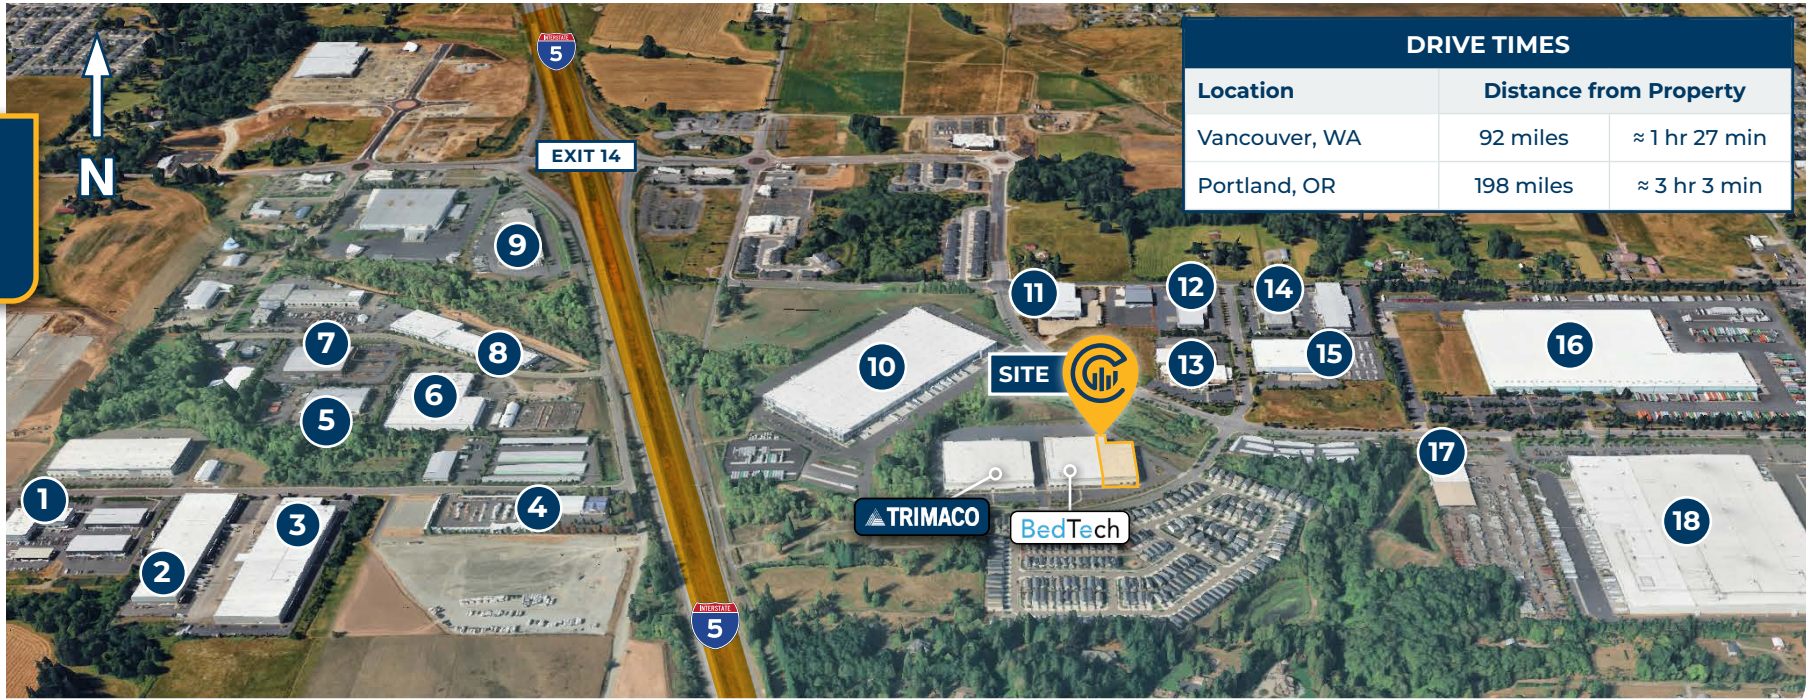 DRIVE TIMES
Location Distance from Property
Vancouver, WA 92 miles ≈ 1 hr 27 min
Portland, OR 198 miles ≈ 3 hr 3 min
INTERSTATE
5
N
EXIT 14
9
11
12
14
7
8
10
SITE
13
15
16
5
6
17
1
4
3
TRIMACO
BedTech
18
2
INTERSTATE
5